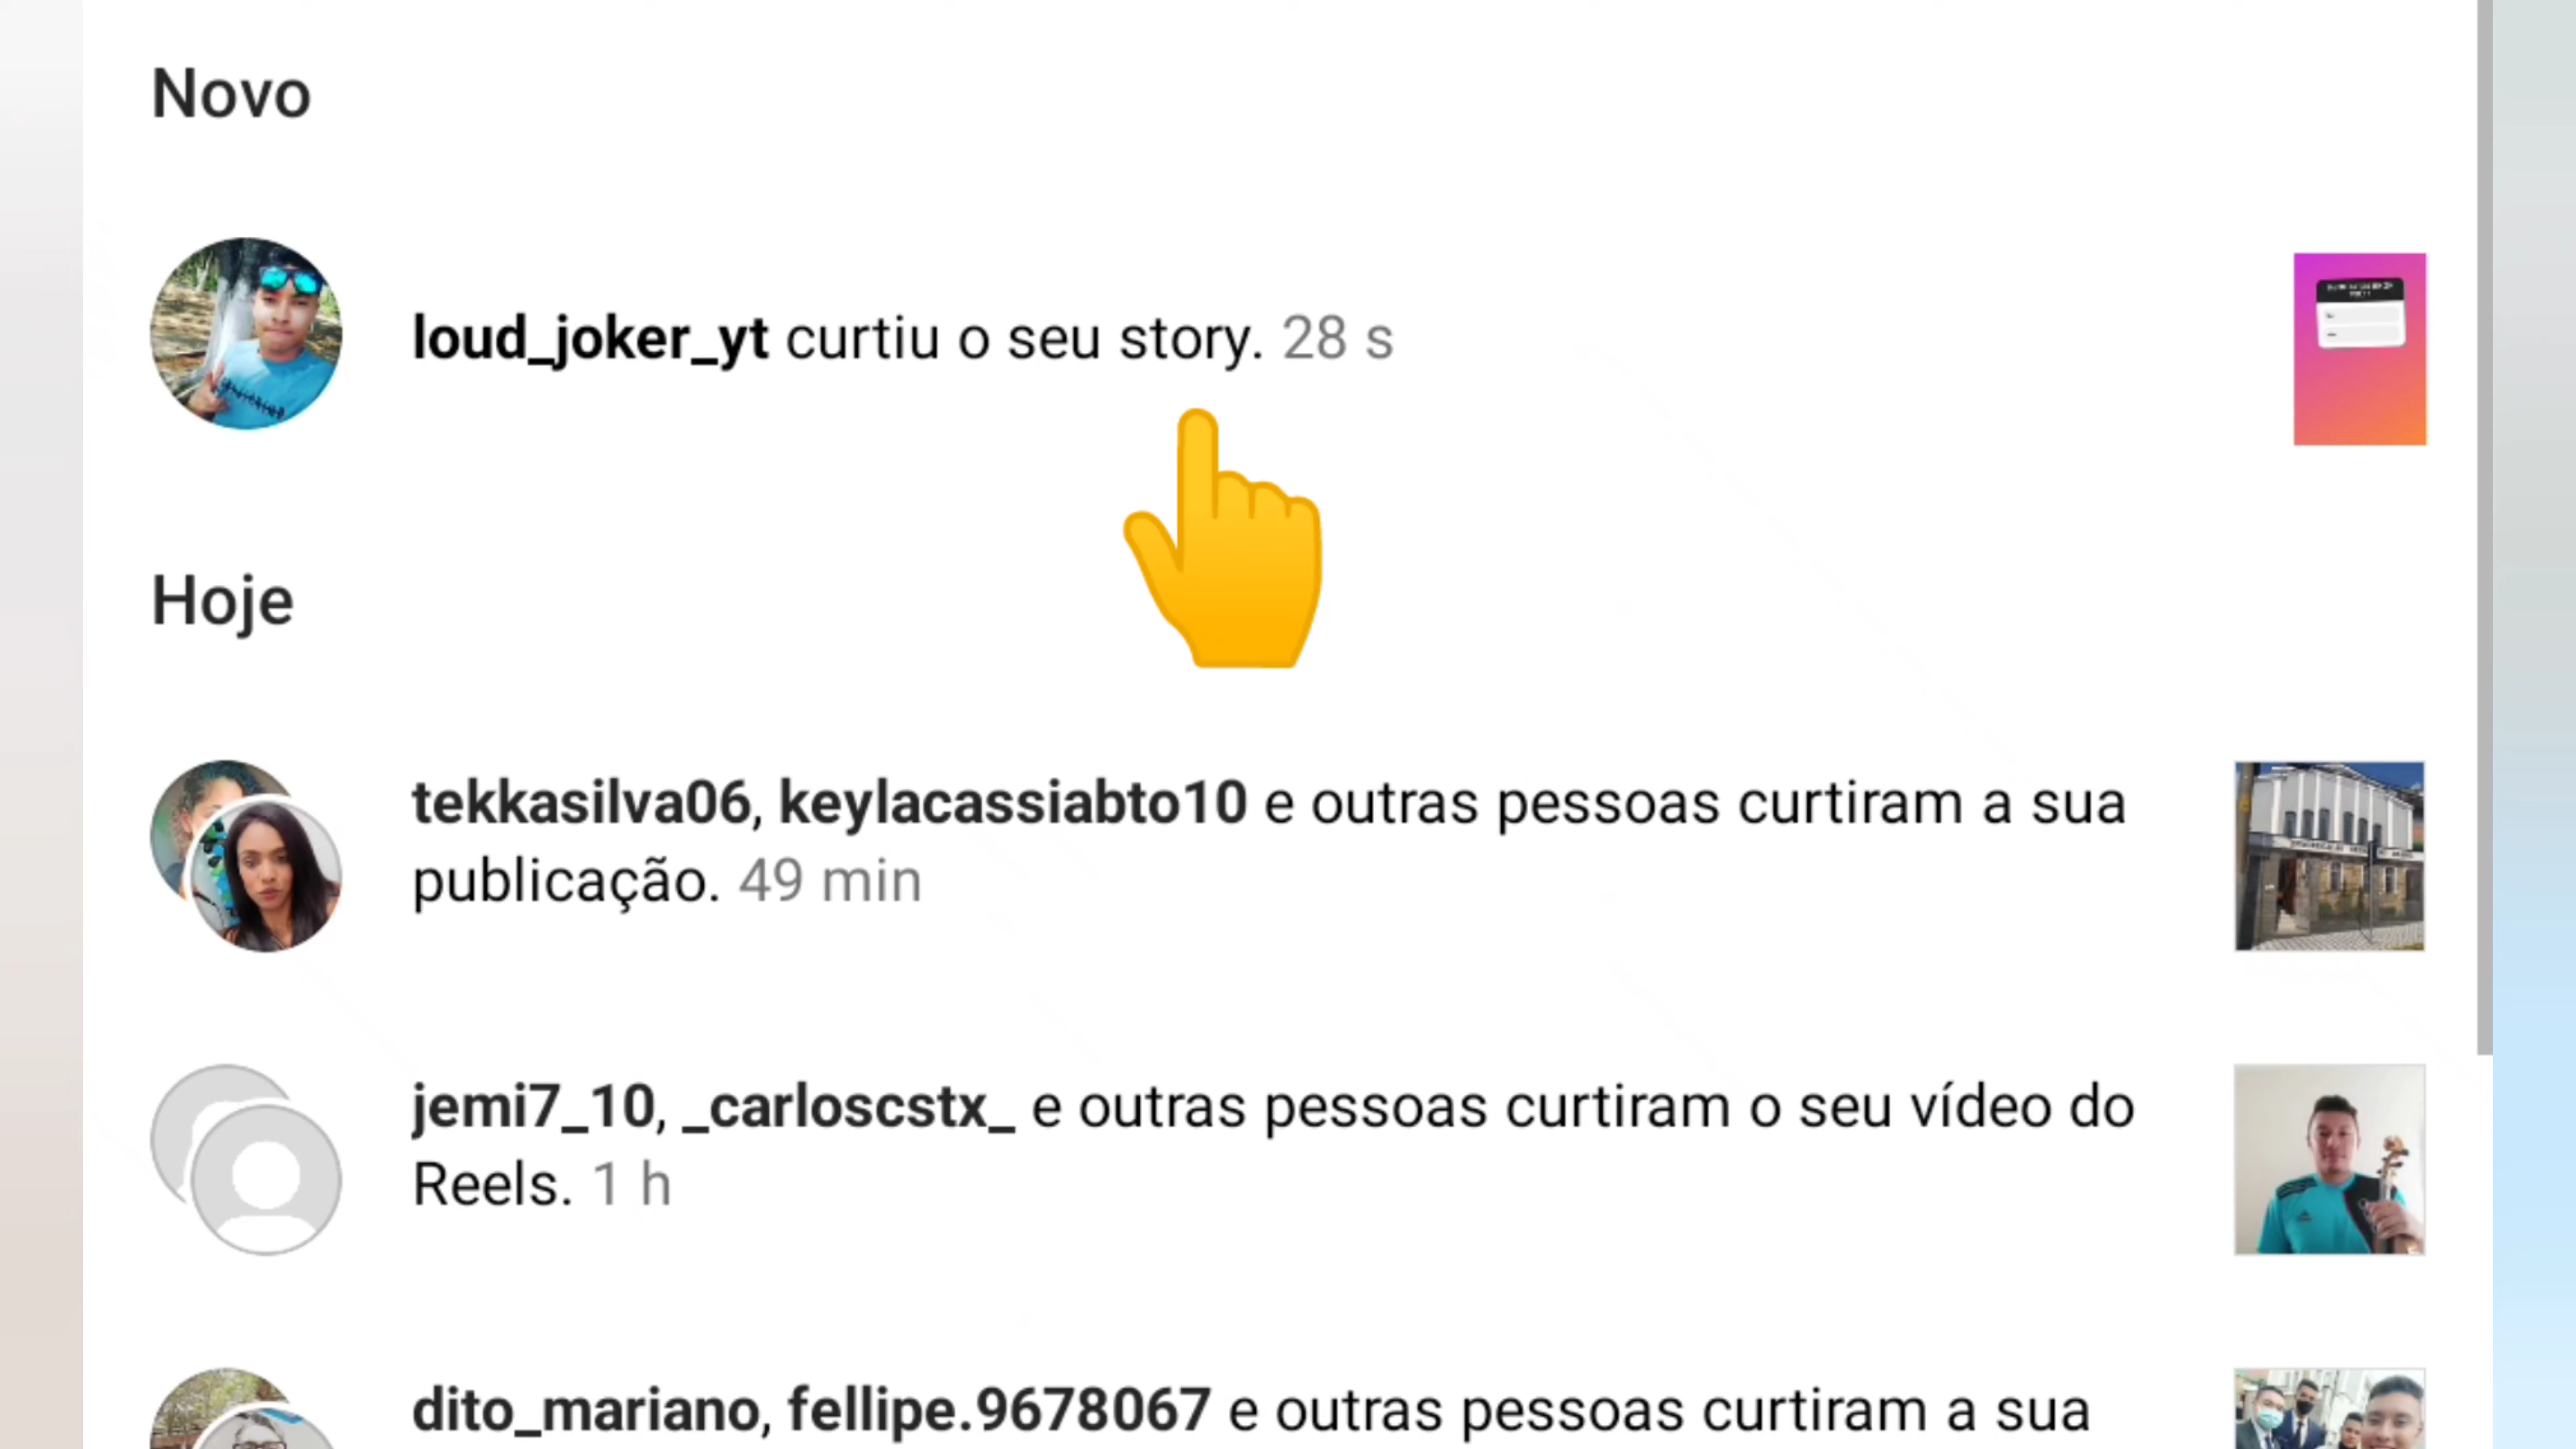 Novo
loud_joker_yt curtiu o seu story. 28 s
Hoje
tekkasilva06, keylacassiabto10 e outras pessoas curtiram a sua
publicação. 49 min
jemi7_10, _carloscstx_ e outras pessoas curtiram o seu vídeo do
Reels. 1 h
dito_mariano, fellipe.9678067 e outras pessoas curtiram a sua